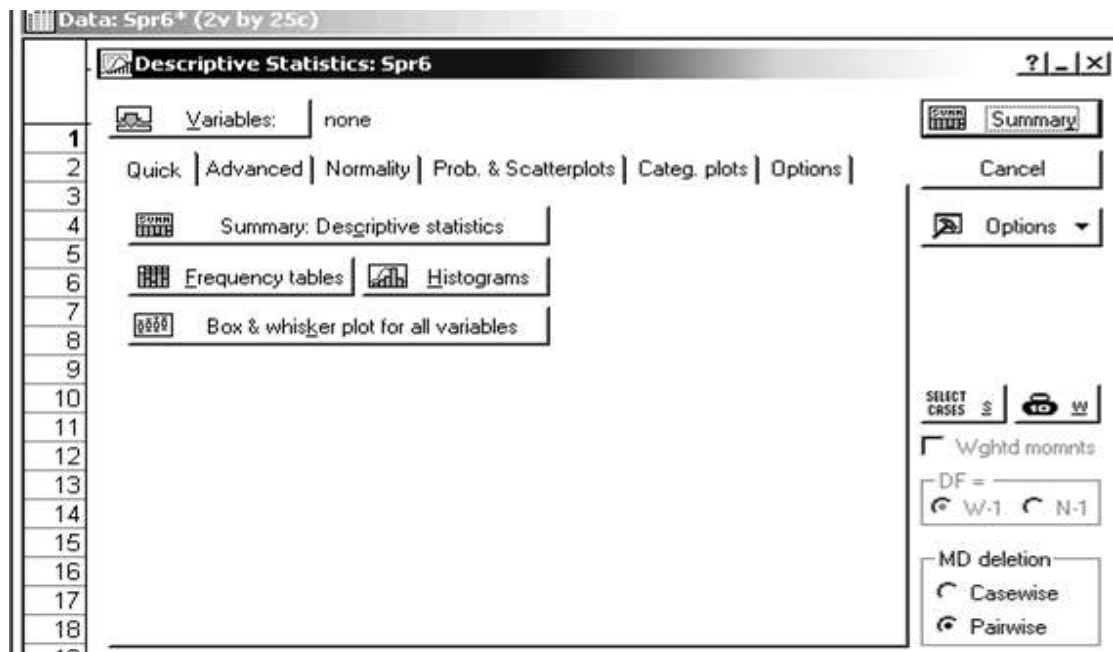 Data: Spr6* (2v by 25c)
Descriptive Statistics: Spr6
? _ X
Variables: none
Summary
Quick Advanced Normality Prob. & Scatterplots Categ. plots Options
Cancel
Summary: Descriptive statistics
Options
Frequency tables Histograms
Box & whisker plot for all variables
SELECT CASES S W
Wghtd momnts
DF =
W-1 N-1
MD deletion
Casewise
Pairwise
1
2
3
4
5
6
7
8
9
10
11
12
13
14
15
16
17
18